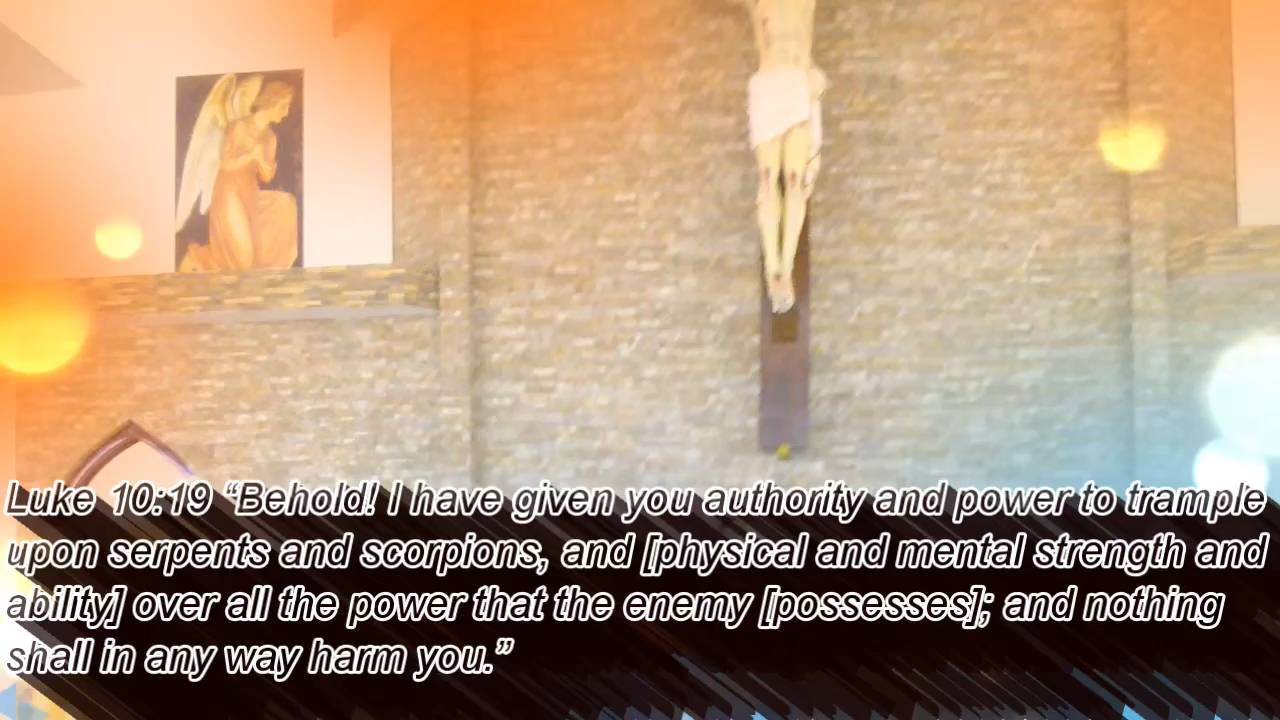 Luke 10:19 “Behold! I have given you authority and power to trample
upon serpents and scorpions, and [physical and mental strength and
ability] over all the power that the enemy [possesses]; and nothing
shall in any way harm you.”